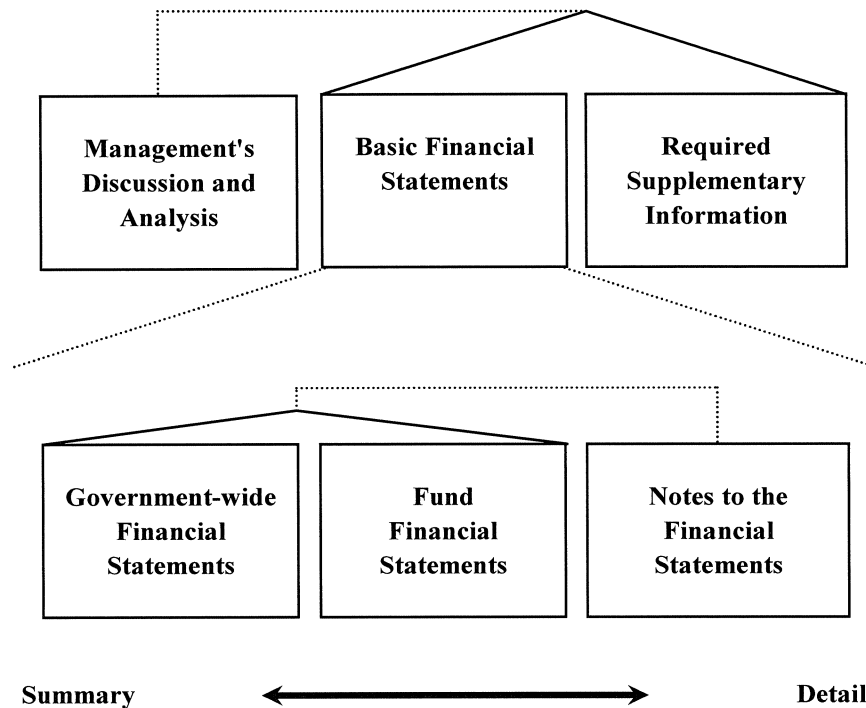 Management's
Discussion and
Analysis
Basic Financial
Statements
Required
Supplementary
Information
Government-wide
Financial
Statements
Fund
Financial
Statements
Notes to the
Financial
Statements
Summary
Detail